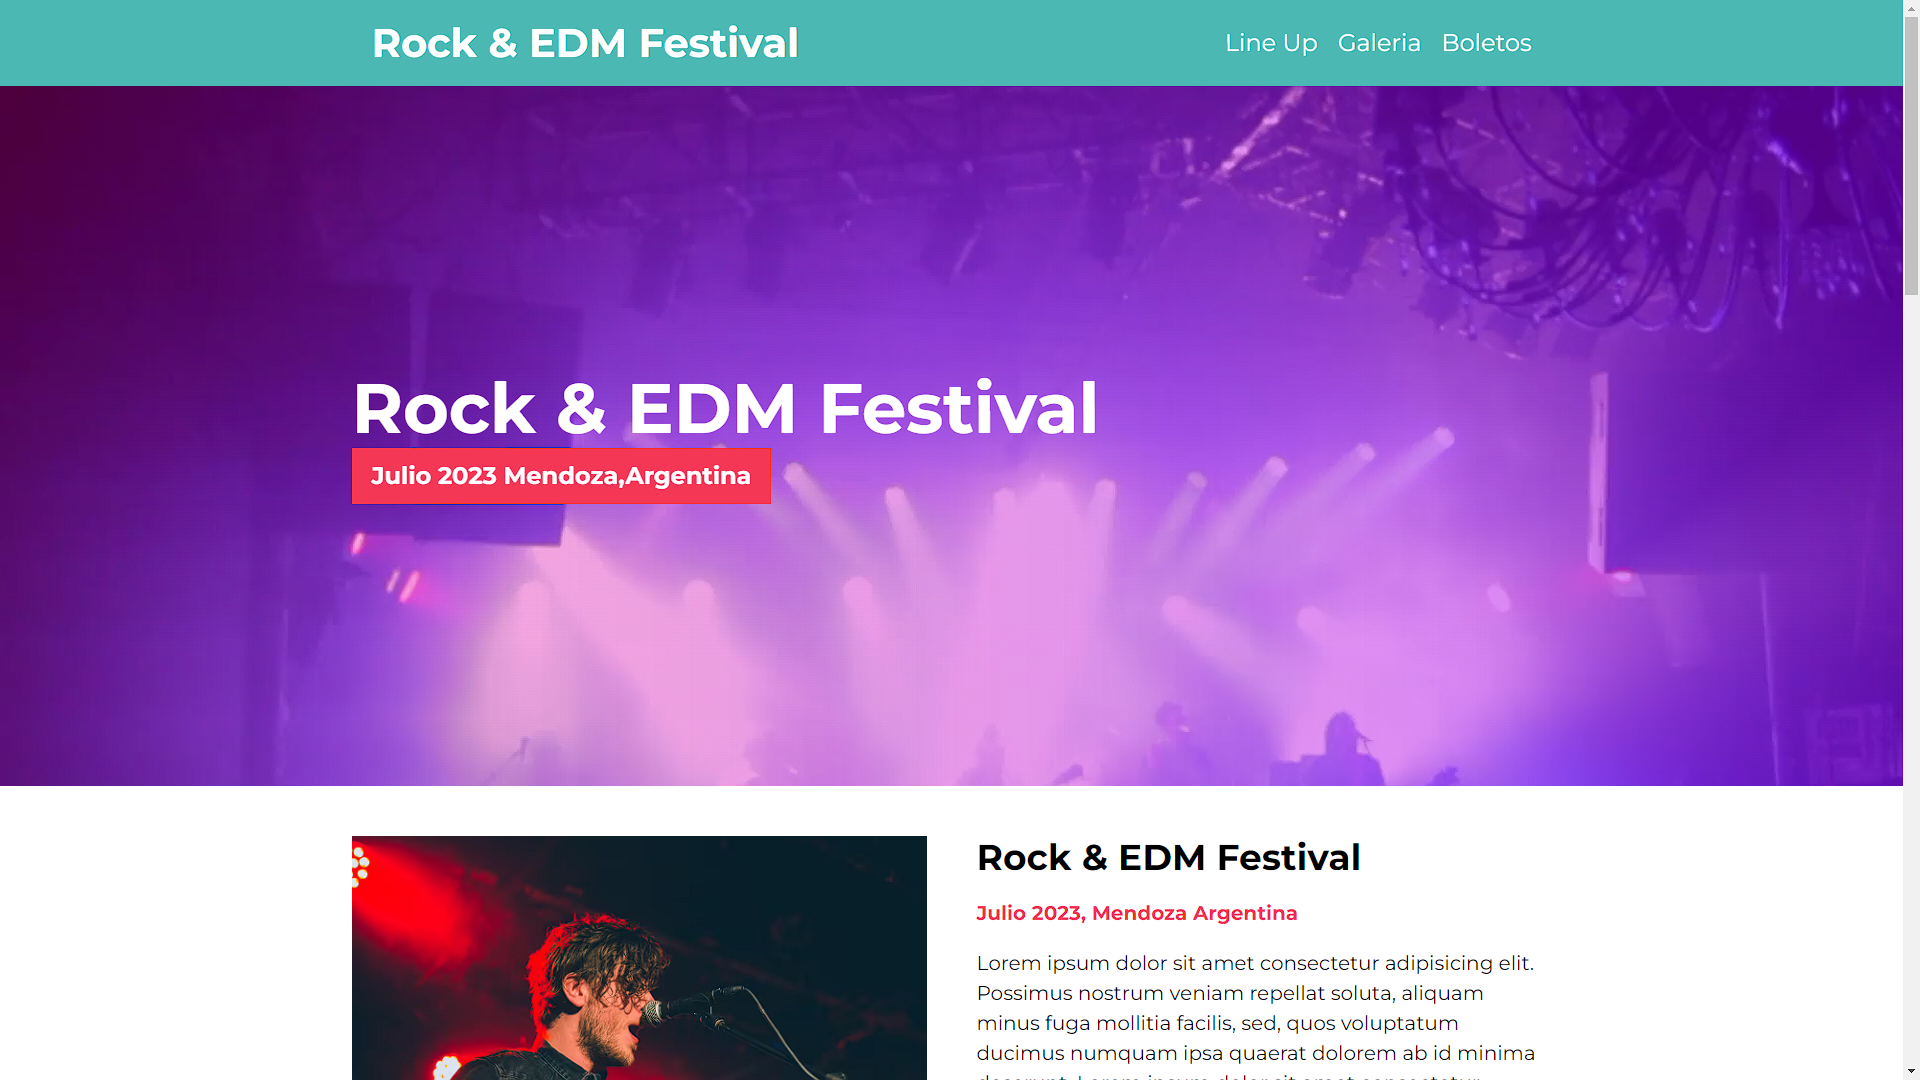 Rock & EDM Festival
Line Up Galeria Boletos
Rock & EDM Festival
Julio 2023 Mendoza,Argentina
Rock & EDM Festival
Julio 2023, Mendoza Argentina
Lorem ipsum dolor sit amet consectetur adipisicing elit.
Possimus nostrum veniam repellat soluta, aliquam
minus fuga mollitia facilis, sed, quos voluptatum
ducimus numquam ipsa quaerat dolorem ab id minima